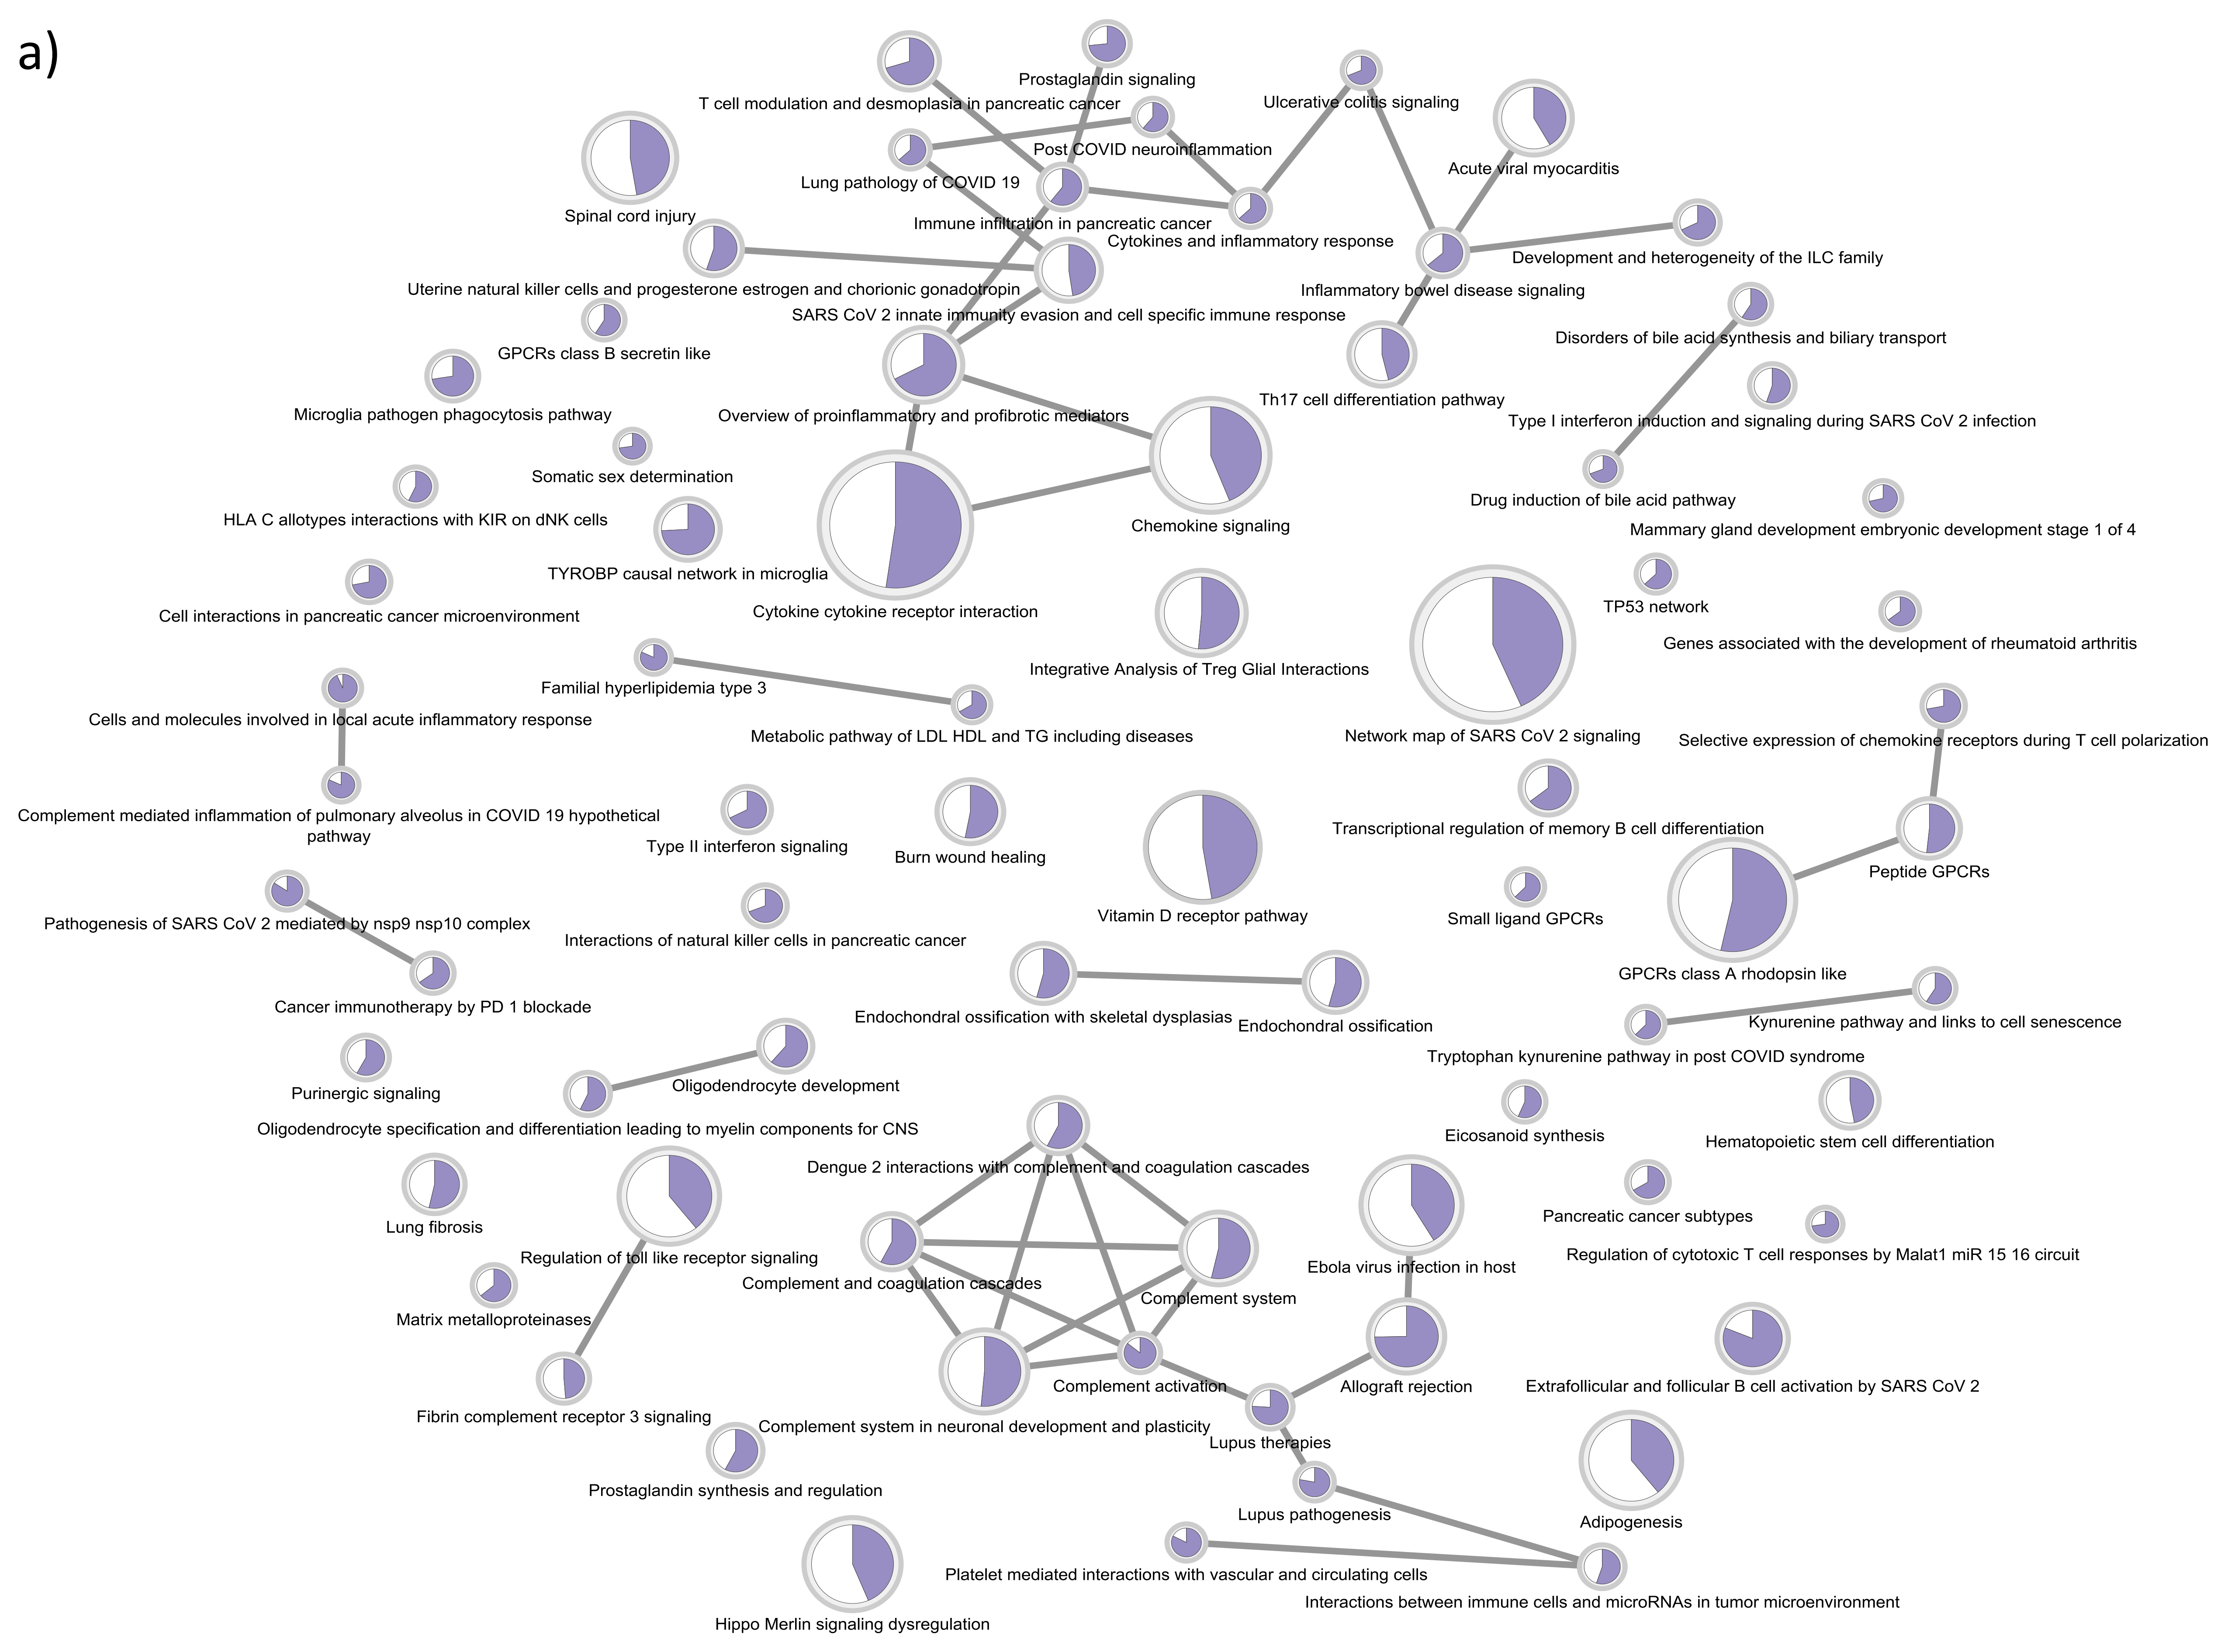 a)
Prostaglandin signaling
T cell modulation and desmoplasia in pancreatic cancer
Ulcerative colitis signaling
Post COVID neuroinflammation
Acute viral myocarditis
Lung pathology of COVID 19
Spinal cord injury
Immune infiltration in pancreatic cancer
Cytokines and inflammatory response
Development and heterogeneity of the ILC family
Uterine natural killer cells and progesterone estrogen and chorionic gonadotropin
Inflammatory bowel disease signaling
SARS CoV 2 innate immunity evasion and cell specific immune response
Disorders of bile acid synthesis and biliary transport
GPCRs class B secretin like
Th17 cell differentiation pathway
Microglia pathogen phagocytosis pathway
Overview of proinflammatory and profibrotic mediators
Type I interferon induction and signaling during SARS CoV 2 infection
Somatic sex determination
Drug induction of bile acid pathway
HLA C allotypes interactions with KIR on dNK cells
Chemokine signaling
Mammary gland development embryonic development stage 1 of 4
TYROBP causal network in microglia
TP53 network
Cytokine cytokine receptor interaction
Cell interactions in pancreatic cancer microenvironment
Genes associated with the development of rheumatoid arthritis
Integrative Analysis of Treg Glial Interactions
Familial hyperlipidemia type 3
Cells and molecules involved in local acute inflammatory response
Metabolic pathway of LDL HDL and TG including diseases
Network map of SARS CoV 2 signaling
Selective expression of chemokine receptors during T cell polarization
Complement mediated inflammation of pulmonary alveolus in COVID 19 hypothetical
pathway
Transcriptional regulation of memory B cell differentiation
Type II interferon signaling
Burn wound healing
Peptide GPCRs
Vitamin D receptor pathway
Small ligand GPCRs
Pathogenesis of SARS CoV 2 mediated by nsp9 nsp10 complex
Interactions of natural killer cells in pancreatic cancer
GPCRs class A rhodopsin like
Cancer immunotherapy by PD 1 blockade
Endochondral ossification with skeletal dysplasias
Endochondral ossification
Kynurenine pathway and links to cell senescence
Tryptophan kynurenine pathway in post COVID syndrome
Purinergic signaling
Oligodendrocyte development
Oligodendrocyte specification and differentiation leading to myelin components for CNS
Eicosanoid synthesis
Hematopoietic stem cell differentiation
Dengue 2 interactions with complement and coagulation cascades
Lung fibrosis
Pancreatic cancer subtypes
Regulation of toll like receptor signaling
Ebola virus infection in host
Regulation of cytotoxic T cell responses by Malat1 miR 15 16 circuit
Complement and coagulation cascades
Complement system
Matrix metalloproteinases
Complement activation
Allograft rejection
Extrafollicular and follicular B cell activation by SARS CoV 2
Fibrin complement receptor 3 signaling
Complement system in neuronal development and plasticity
Lupus therapies
Prostaglandin synthesis and regulation
Lupus pathogenesis
Adipogenesis
Platelet mediated interactions with vascular and circulating cells
Interactions between immune cells and microRNAs in tumor microenvironment
Hippo Merlin signaling dysregulation